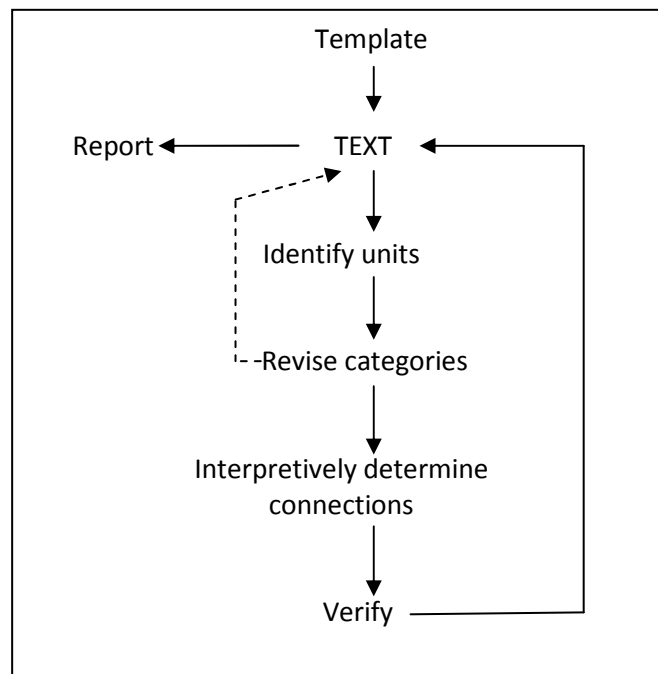 Template
Report
TEXT
Identify units
Revise categories
Interpretively determine
connections
Verify